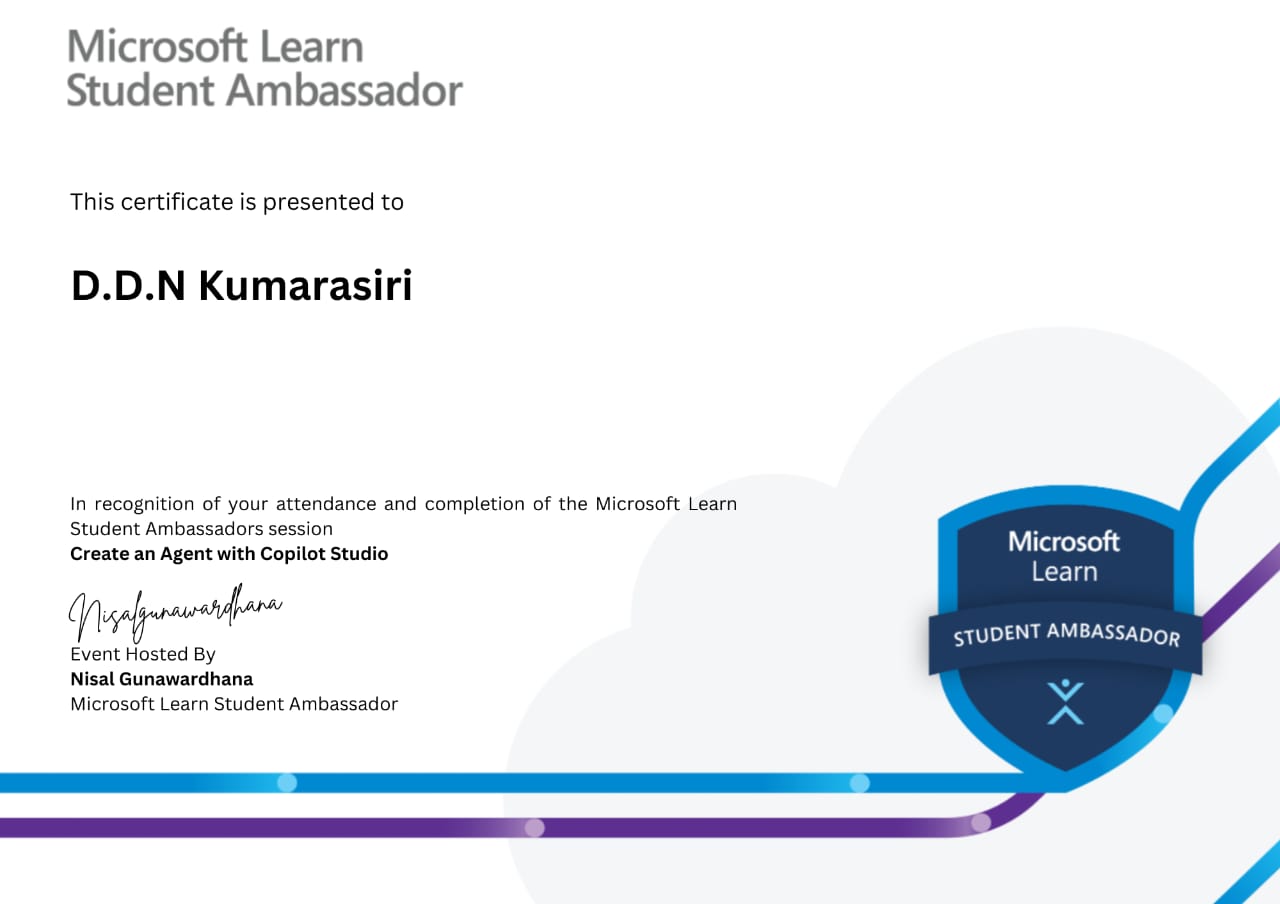 Microsoft Learn
Student Ambassador
This certificate is presented to
D.D.N Kumarasiri
In recognition of your attendance and completion of the Microsoft Learn
Student Ambassadors session
Create an Agent with Copilot Studio
Nisalgunawardhana
Event Hosted By
Nisal Gunawardhana
Microsoft Learn Student Ambassador
Microsoft
Learn
STUDENT AMBASSADOR